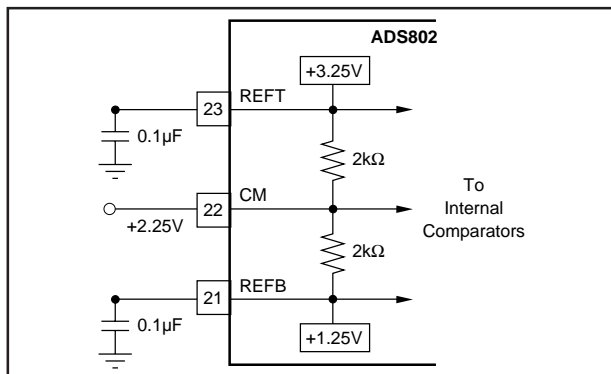 ADS802
+3.25V
23
REFT
0.1µF
2kΩ
22
CM
+2.25V
To
Internal
Comparators
2kΩ
21
REFB
0.1µF
+1.25V